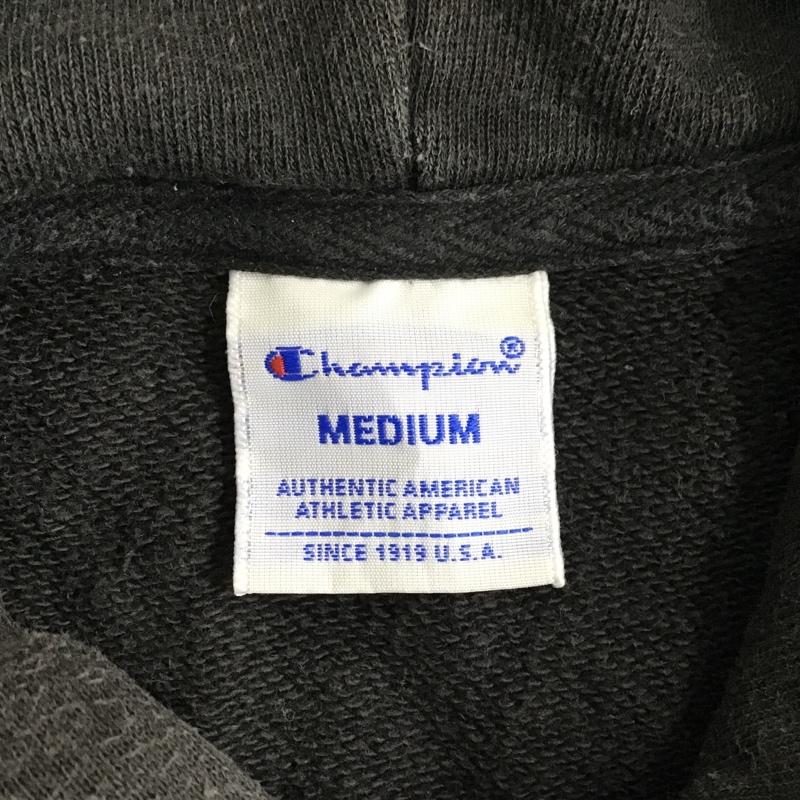 Champion®
MEDIUM
AUTHENTIC AMERICAN
ATHLETIC APPAREL
SINCE 1919 U.S.A.